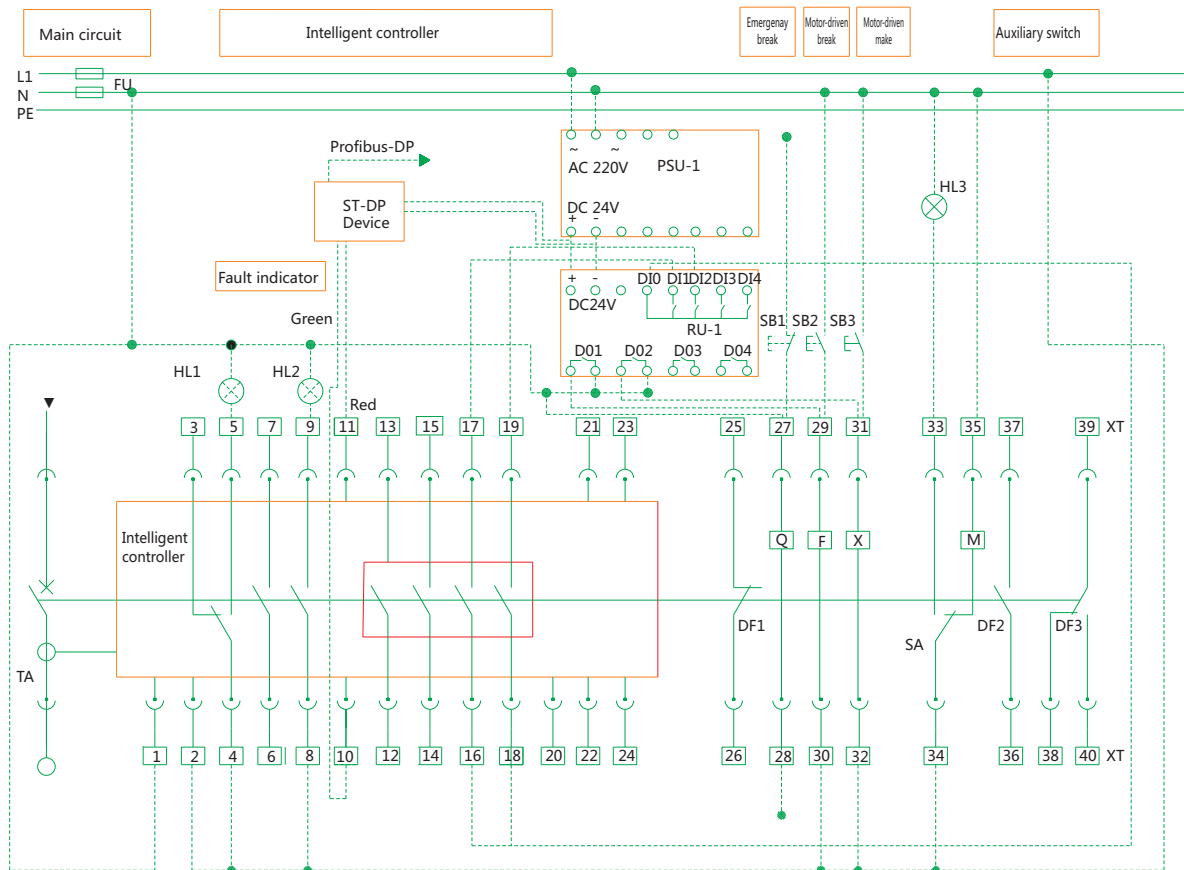 Main circuit
Intelligent controller
Emergenay
break
Motor-driven
break
Motor-driven
make
Auxiliary switch
L1
FU
N
PE
Profibus-DP
~ ~
AC 220V
PSU-1
DC 24V
+ -
ST-DP
Device
HL3
Fault indicator
+ -
DI0 DI1 DI2 DI3 DI4
DC24V
RU-1
SB1 SB2 SB3
Green
D01 D02 D03 D04
HL1
HL2
Red
3 5 7 9 11 13 15 17 19 21 23 25 27 29 31 33 35 37 39 XT
Intelligent
controller
Q F X M
DF1
SA
DF2
DF3
TA
1 2 4 6 8 10 12 14 16 18 20 22 24 26 28 30 32 34 36 38 40 XT